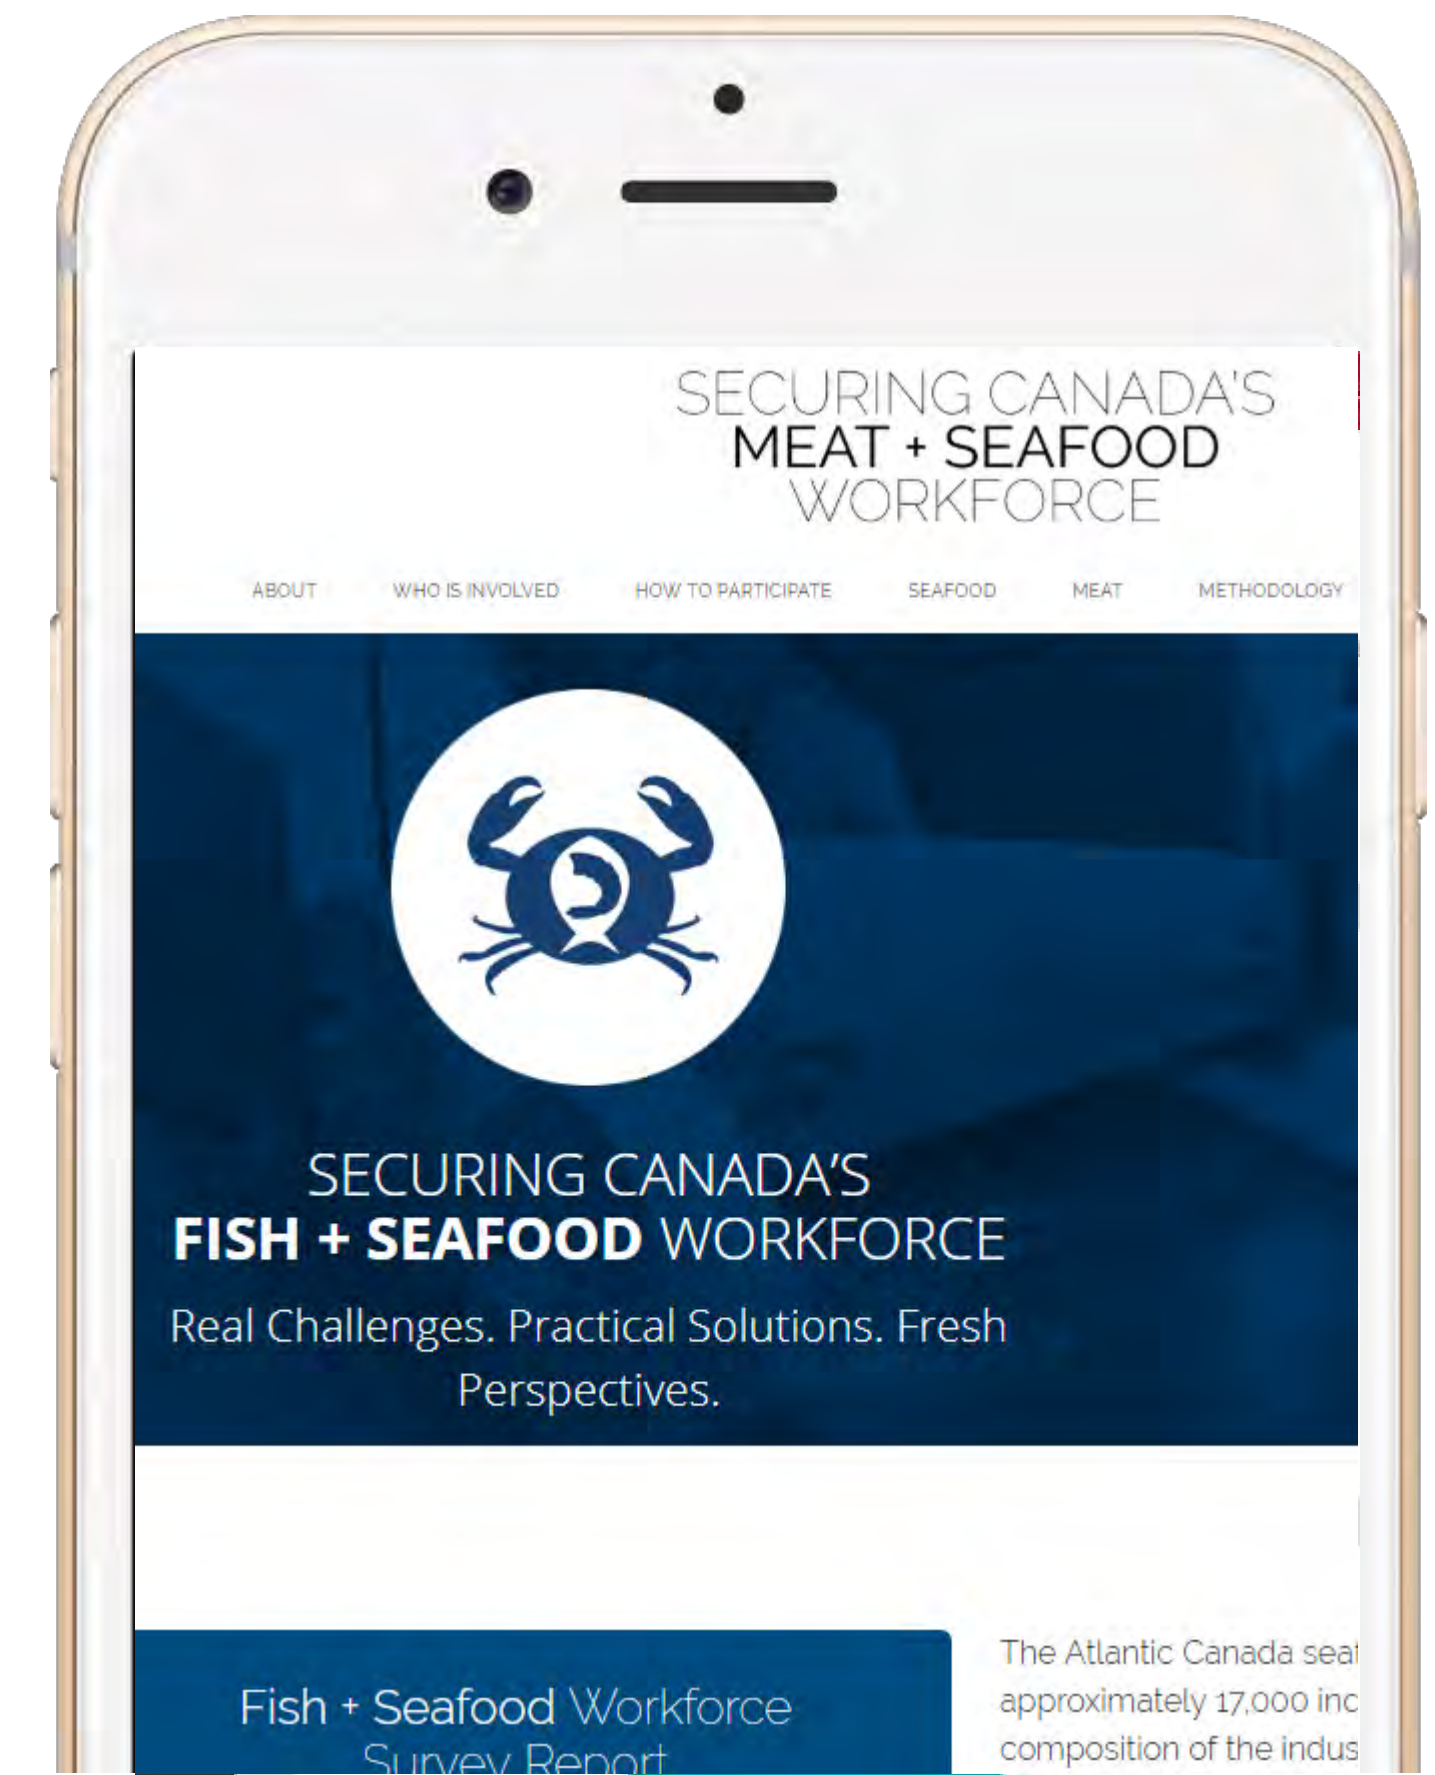 SECURING CANADA'S
MEAT + SEAFOOD
WORKFORCE
ABOUT WHO IS INVOLVED HOW TO PARTICIPATE SEAFOOD MEAT METHODOLOGY
SECURING CANADA'S
FISH + SEAFOOD WORKFORCE
Real Challenges. Practical Solutions. Fresh
Perspectives.
Fish + Seafood Workforce
Survey Report
The Atlantic Canada
approximately 17,000
composition of the